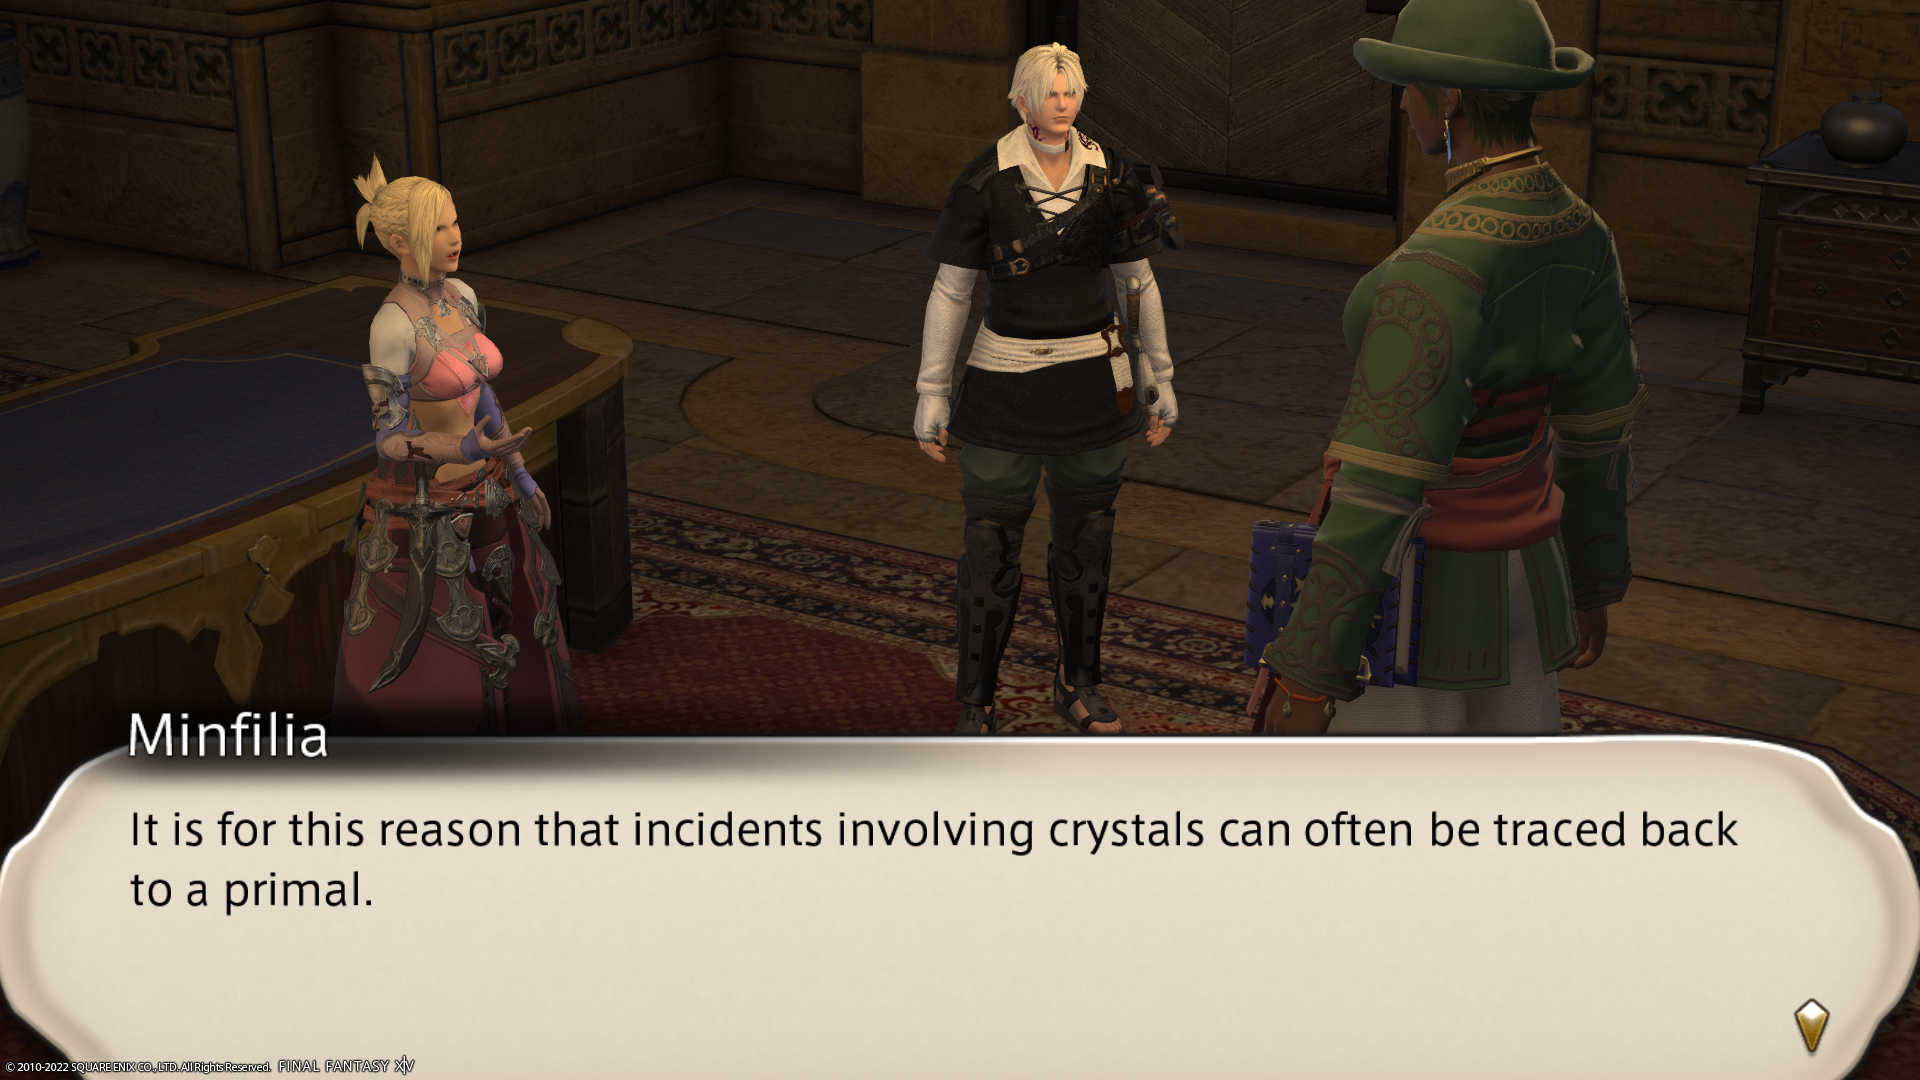 Minfilia
It is for this reason that incidents involving crystals can often be traced back
to a primal.
© 2010-2022 SQUARE ENIX CO., LTD. All Rights Reserved. FINAL FANTASY XIV